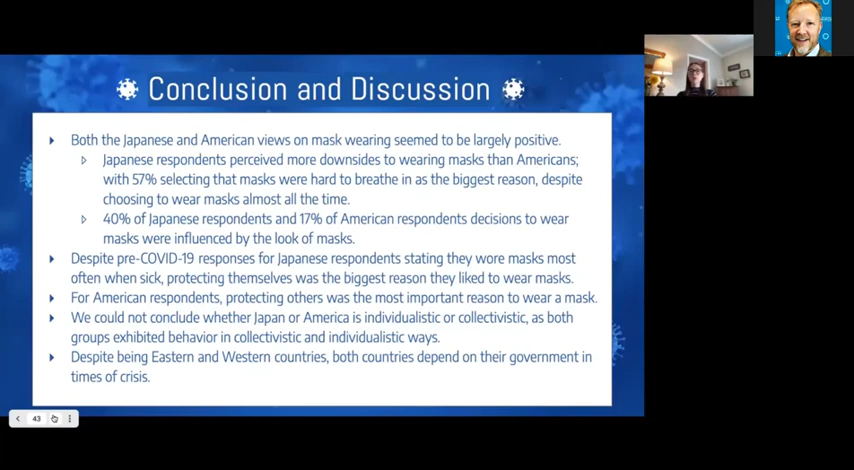 Conclusion and Discussion
Both the Japanese and American views on mask wearing seemed to be largely positive.
Japanese respondents perceived more downsides to wearing masks than Americans;
with 57% selecting that masks were hard to breathe in as the biggest reason, despite
choosing to wear masks almost all the time.
40% of Japanese respondents and 17% of American respondents decisions to wear
masks were influenced by the look of masks.
Despite pre-COVID-19 responses for Japanese respondents stating they wore masks most
often when sick, protecting themselves was the biggest reason they liked to wear masks.
For American respondents, protecting others was the most important reason to wear a mask.
We could not conclude whether Japan or America is individualistic or collectivistic, as both
groups exhibited behavior in collectivistic and individualistic ways.
Despite being Eastern and Western countries, both countries depend on their government in
times of crisis.
43